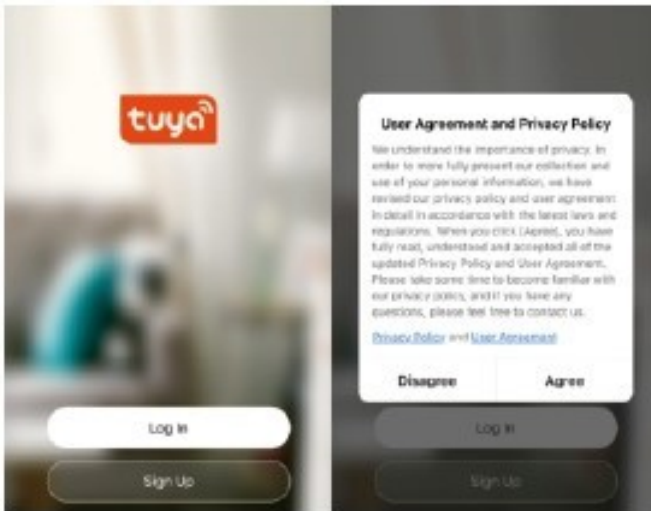 tuya
Log In
Sign Up
User Agreement and Privacy Policy
We understand the importance of privacy. In
order to more fully present our collection and
use of your personal information, we have
revised our privacy policy and user agreement
in detail in accordance with the latest laws and
regulations. When you click [Agree], you have
fully read, understood and accepted all of the
updated Privacy Policy and User Agreement.
Please take some time to become familiar with
our privacy policy, and if you have any
questions, please feel free to contact us.
Privacy Policy and User Agreement
Disagree Agree
Log In
Sign Up